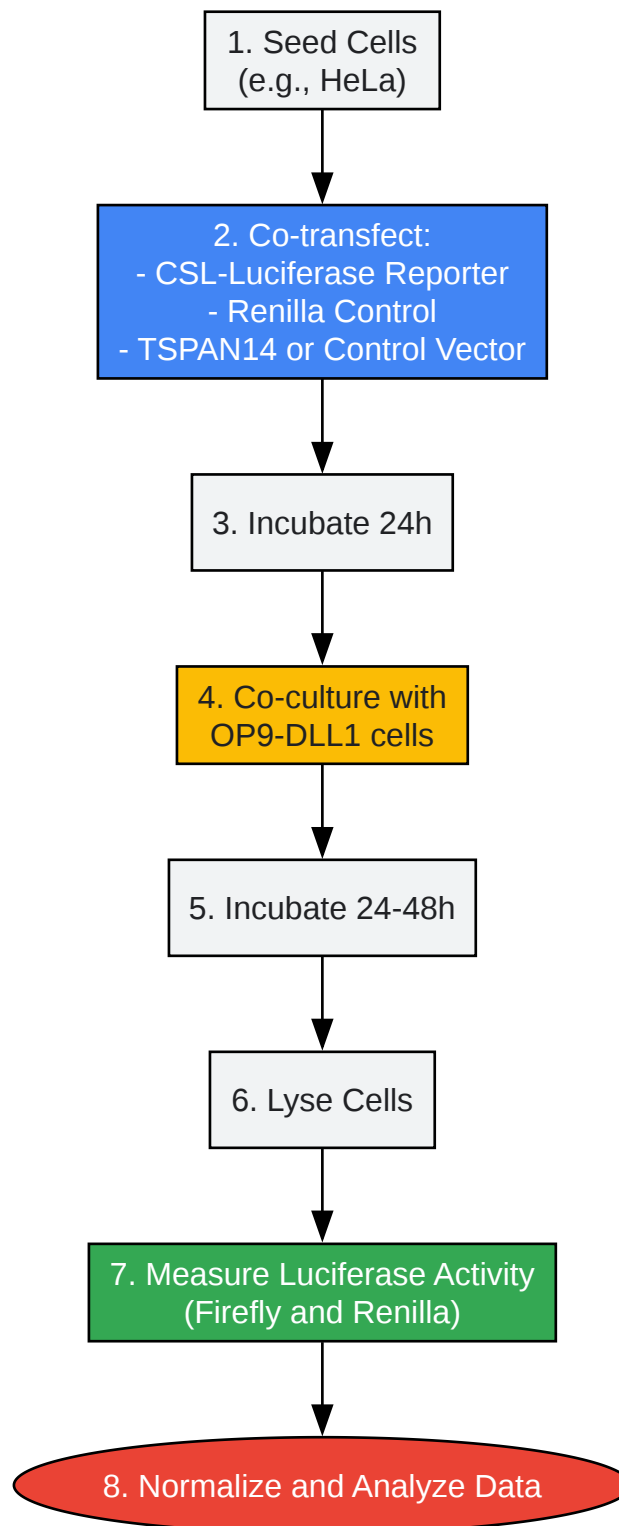 1. Seed Cells
(e.g., HeLa)
2. Co-transfect:
- CSL-Luciferase Reporter
- Renilla Control
- TSPAN14 or Control Vector
3. Incubate 24h
4. Co-culture with
OP9-DLL1 cells
5. Incubate 24-48h
6. Lyse Cells
7. Measure Luciferase Activity
(Firefly and Renilla)
8. Normalize and Analyze Data